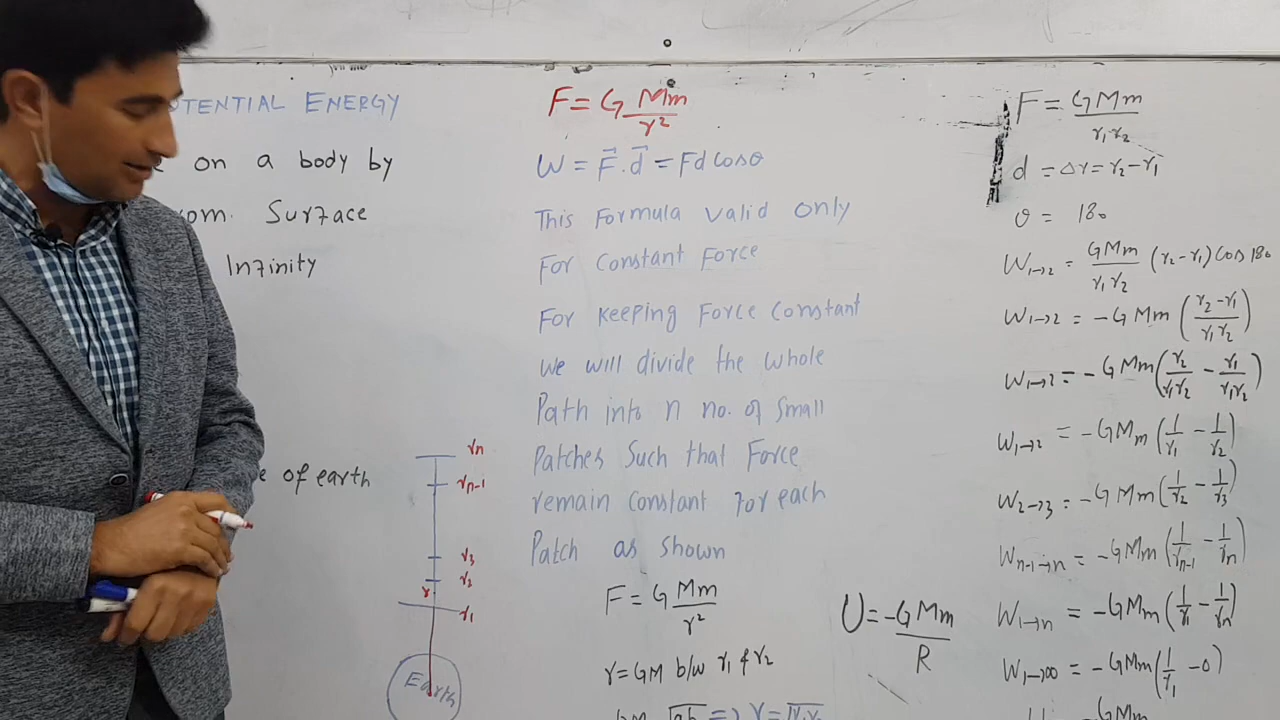 OTENTIAL ENERGY
on a body by
om. Surface
Infinity
e of earth
rn
rn-1
r3
r2
r
r1
Earth
F = G Mm/r²
W = F⃗ . d⃗ = Fd Cosθ
This Formula valid only
For Constant Force
For Keeping Force Constant
We will divide the whole
Path into n no. of Small
Patches Such that Force
remain Constant For each
Patch as shown
F = G Mm/r²
r = GM b/w r1 & r2
√ab => r = √r1r2
U = -GMm/R
F = GMm/r1·r2
d = Δr = r2 - r1
θ = 180
W1→2 = GMm/r1r2 (r2-r1) Cos 180
W1→2 = -GMm (r2-r1/r1r2)
W1→2 = -GMm (r2/r1r2 - r1/r1r2)
W1→2 = -GMm (1/r1 - 1/r2)
W2→3 = -GMm (1/r2 - 1/r3)
Wn-1→n = -GMm (1/rn-1 - 1/rn)
W1→n = -GMm (1/r1 - 1/rn)
W1→∞ = -GMm (1/r1 - 0)
GMm